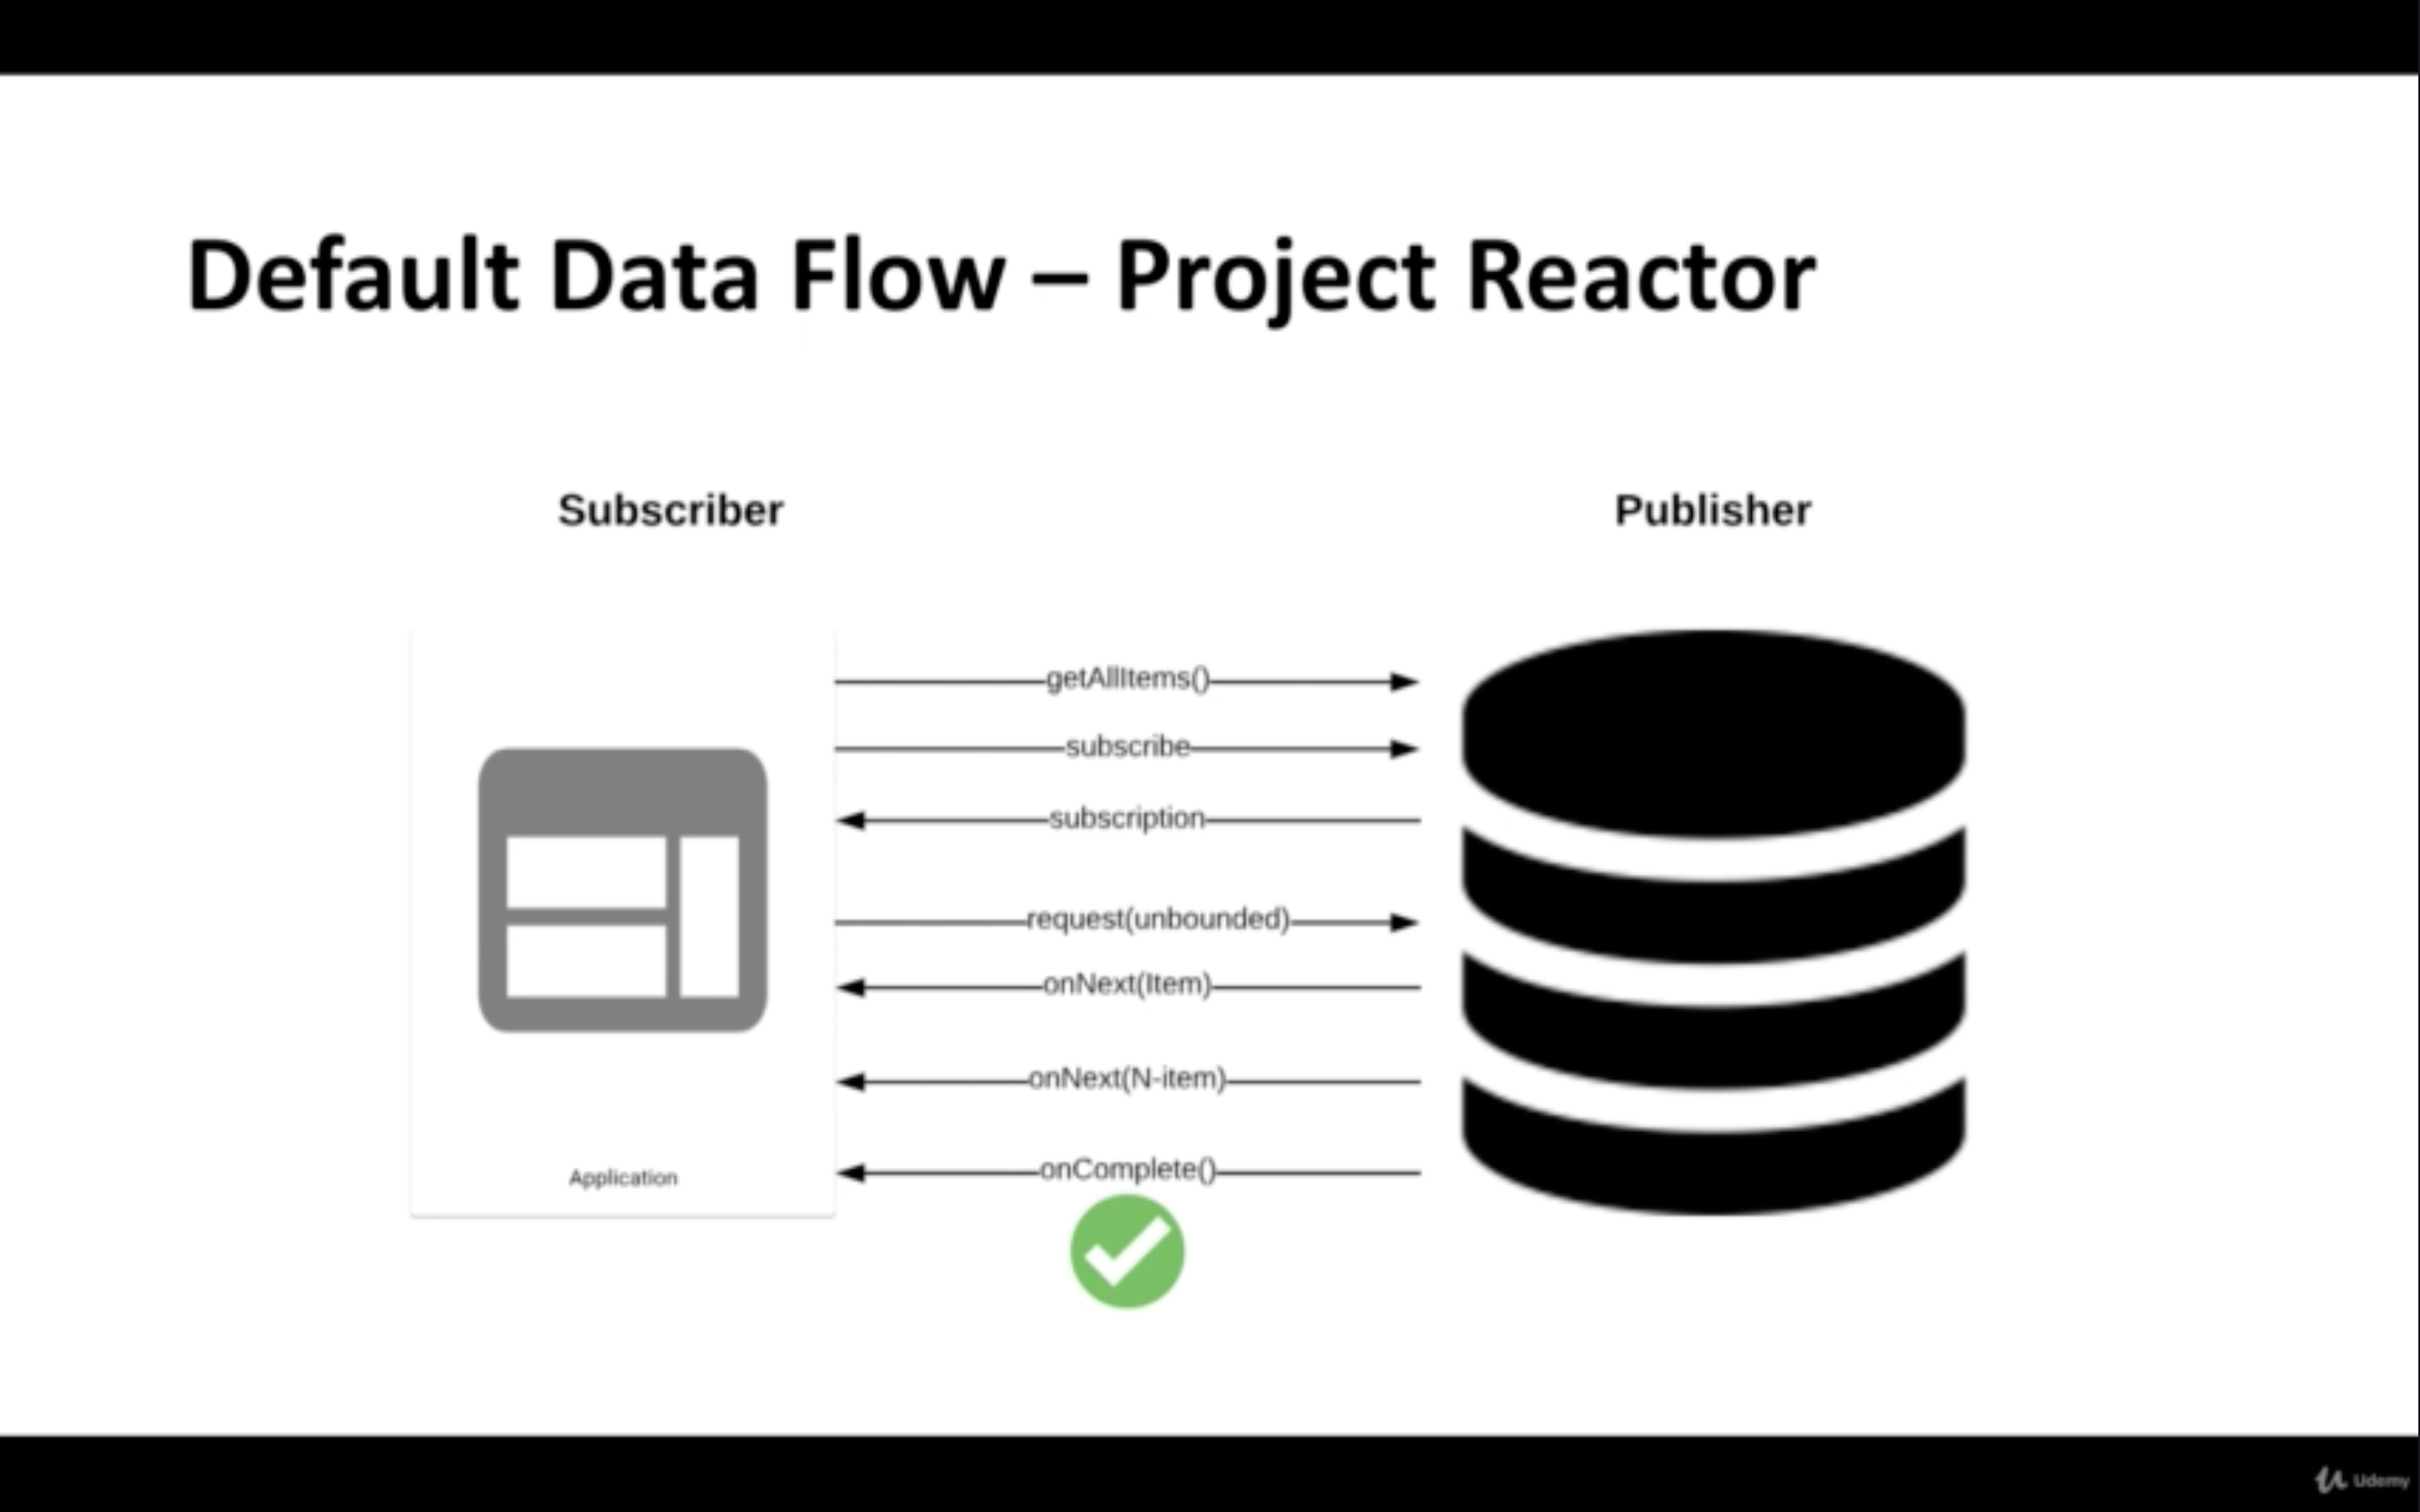 Default Data Flow – Project Reactor
Subscriber
Publisher
getAllItems()
subscribe
subscription
request(unbounded)
onNext(Item)
onNext(N-item)
onComplete()
Application
Udemy